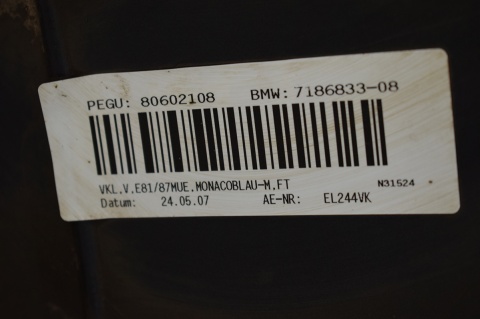 PEGU: 80602108 BMW: 7186833-08
VKL.V.E81/87MUE.MONACOBLAU-M.FT N31524
Datum: 24.05.07 AE-NR: EL244VK